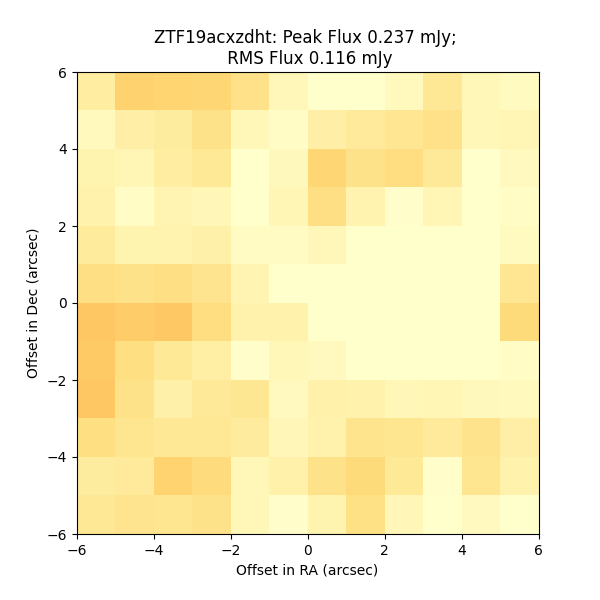 ZTF19acxzdht: Peak Flux 0.237 mJy;
RMS Flux 0.116 mJy
6
4
2
0
−2
−4
−6
Offset in Dec (arcsec)
−6 −4 −2 0 2 4 6
Offset in RA (arcsec)